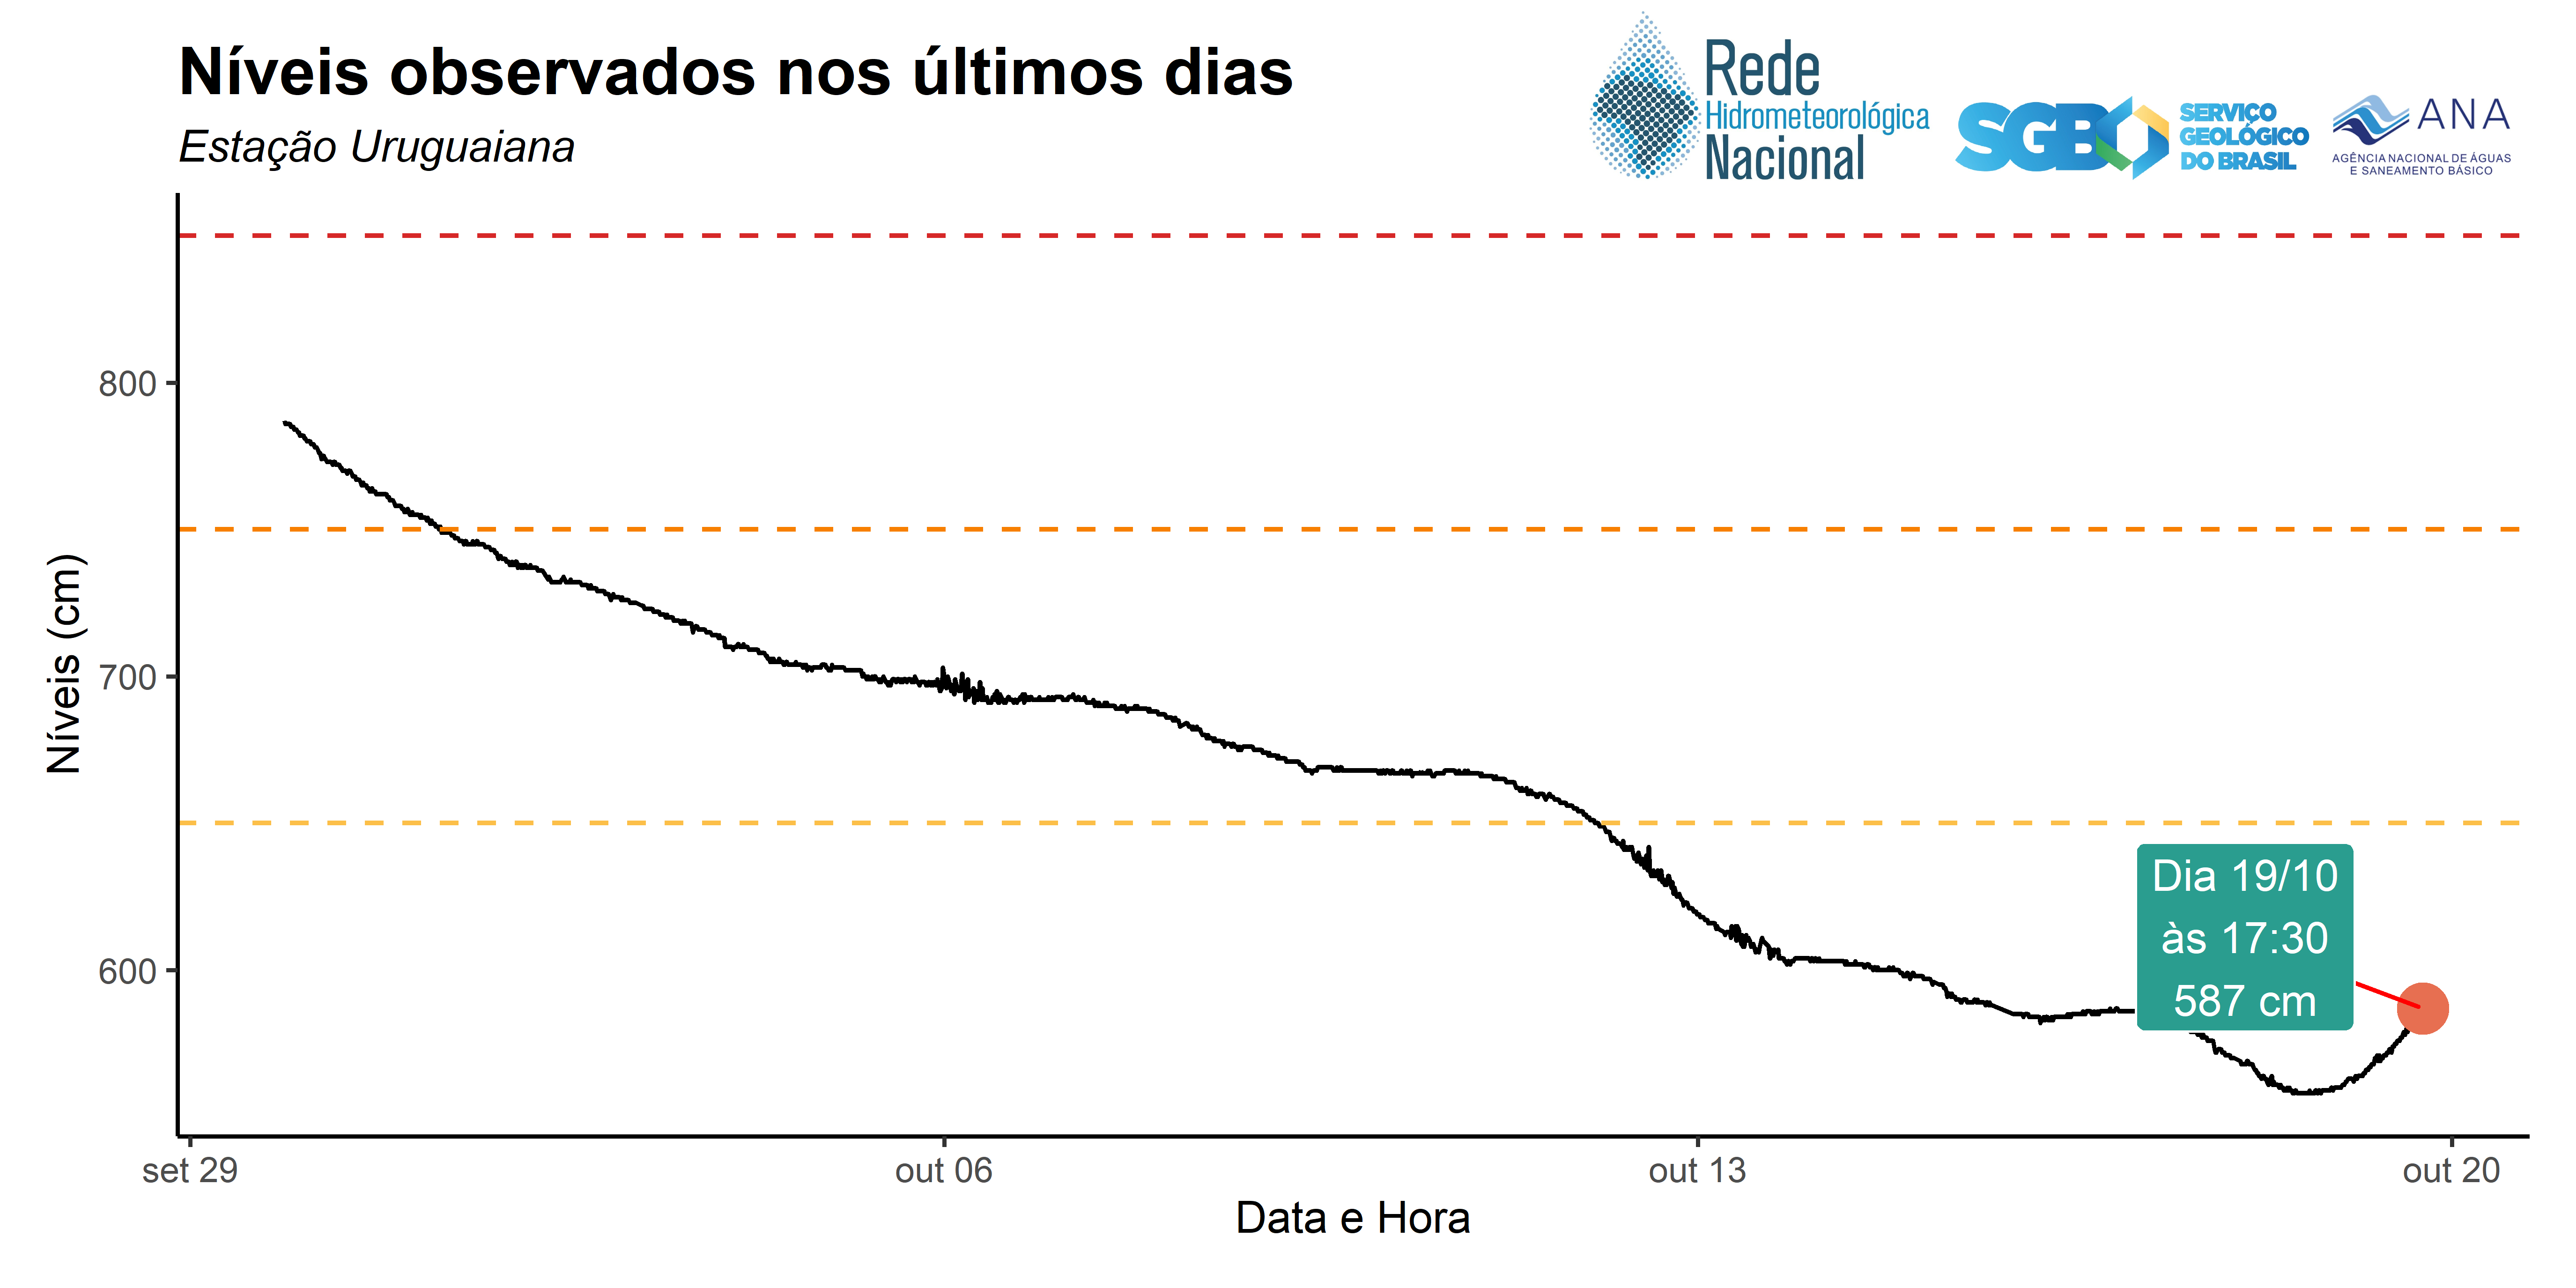 Níveis observados nos últimos dias
Estação Uruguaiana
Rede
Hidrometeorológica
Nacional
SGB
SERVIÇO
GEOLÓGICO
DO BRASIL
ANA
AGÊNCIA NACIONAL DE ÁGUAS
E SANEAMENTO BÁSICO
Níveis (cm)
800
700
600
Dia 19/10
às 17:30
587 cm
set 29
out 06
out 13
out 20
Data e Hora